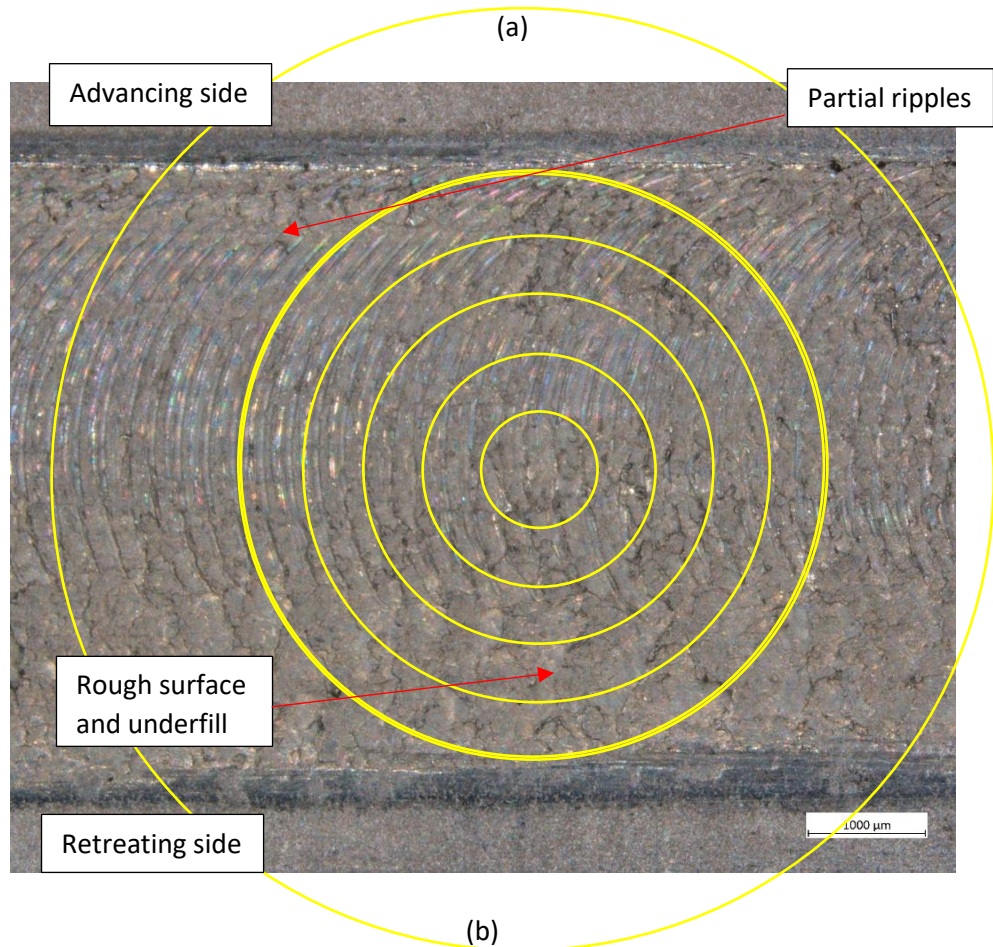 (a)
Advancing side
Partial ripples
Rough surface
and underfill
1000 µm
Retreating side
(b)